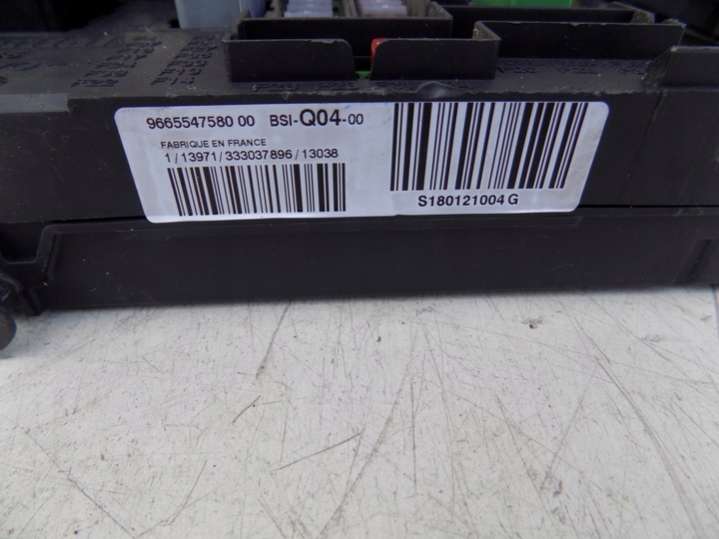 9665547580 00 BSI-Q04-00
FABRIQUE EN FRANCE
1/13971/333037896/13038
S180121004 G